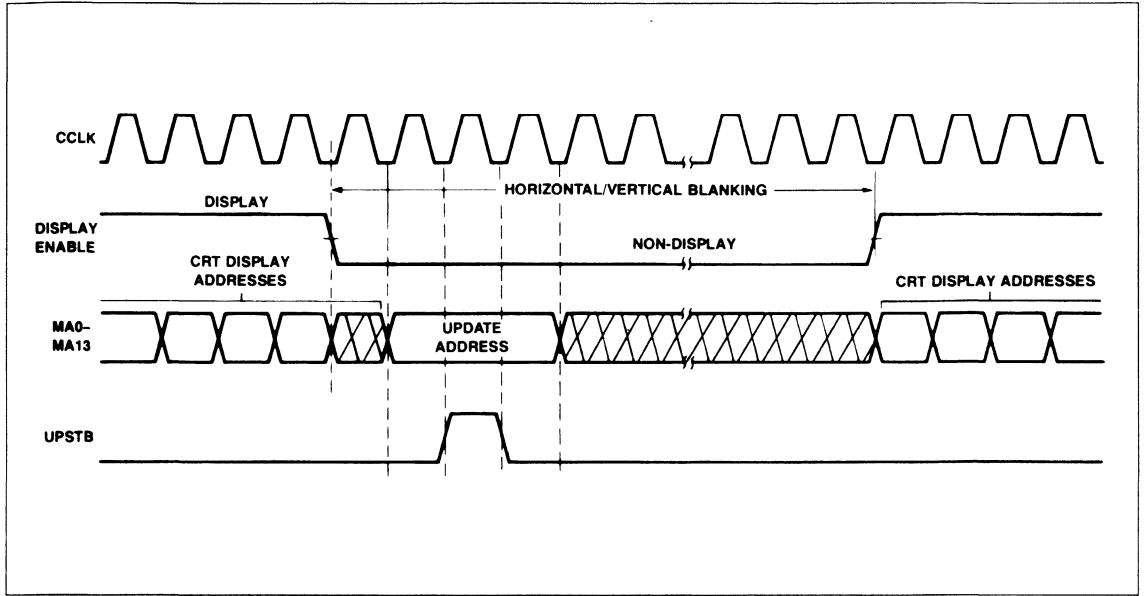 CCLK
HORIZONTAL/VERTICAL BLANKING
DISPLAY
DISPLAY
ENABLE
NON-DISPLAY
CRT DISPLAY
ADDRESSES
CRT DISPLAY ADDRESSES
MA0–
MA13
UPDATE
ADDRESS
UPSTB